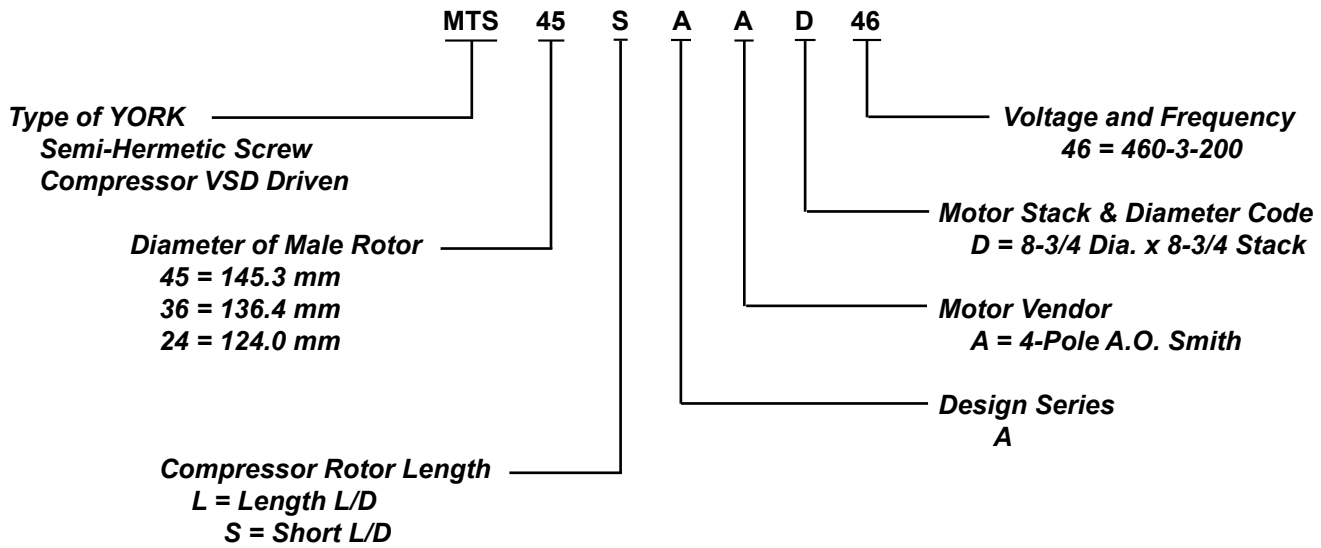 MTS 45 S A A D 46
Type of YORK
Semi-Hermetic Screw
Compressor VSD Driven
Diameter of Male Rotor
45 = 145.3 mm
36 = 136.4 mm
24 = 124.0 mm
Compressor Rotor Length
L = Length L/D
S = Short L/D
Voltage and Frequency
46 = 460-3-200
Motor Stack & Diameter Code
D = 8-3/4 Dia. x 8-3/4 Stack
Motor Vendor
A = 4-Pole A.O. Smith
Design Series
A